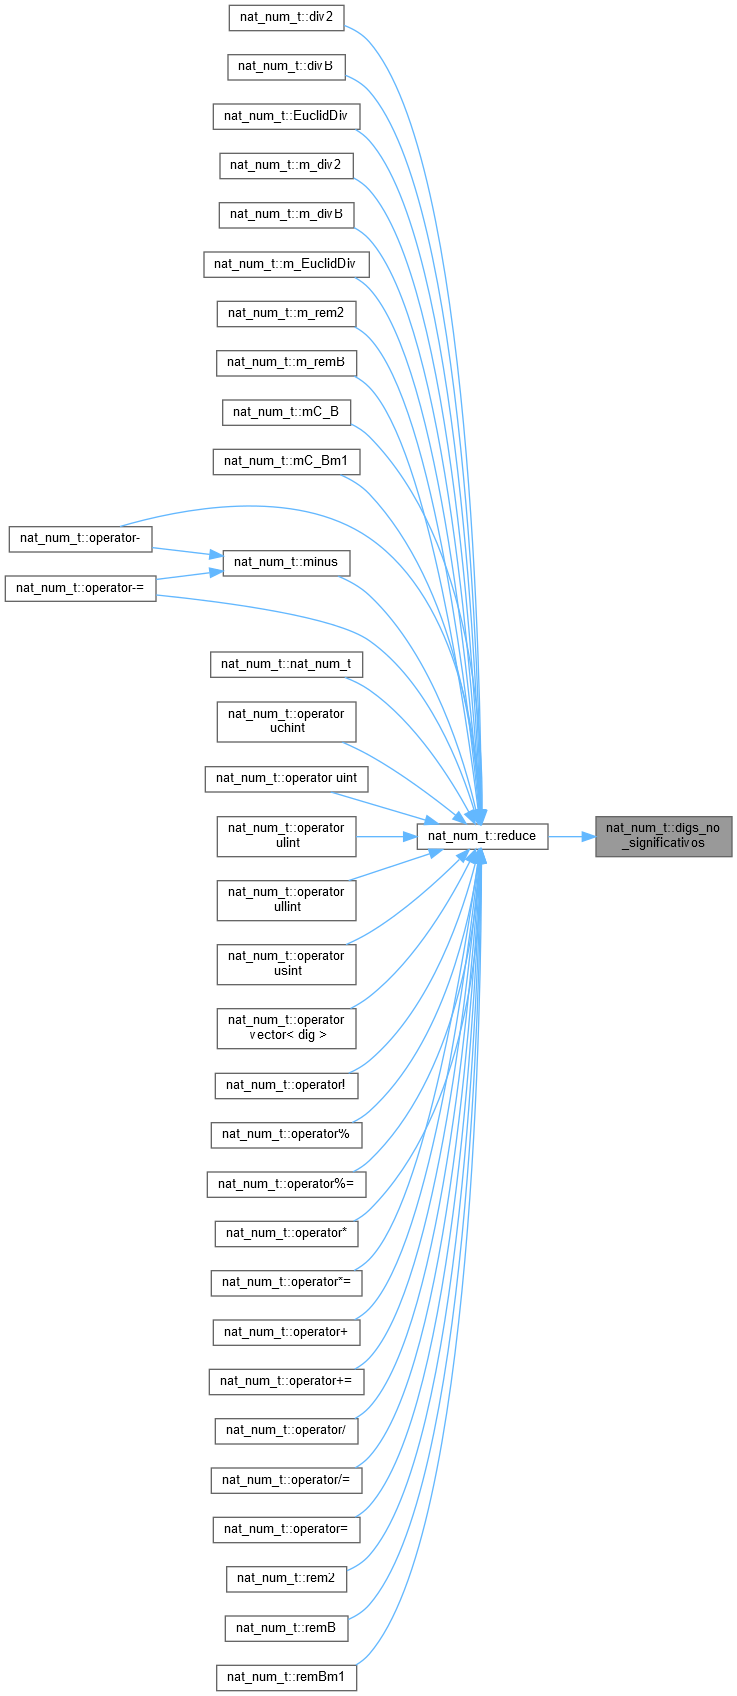 nat_num_t::div2
nat_num_t::divB
nat_num_t::EuclidDiv
nat_num_t::m_div2
nat_num_t::m_divB
nat_num_t::m_EuclidDiv
nat_num_t::m_rem2
nat_num_t::m_remB
nat_num_t::mC_B
nat_num_t::mC_Bm1
nat_num_t::operator-
nat_num_t::minus
nat_num_t::operator-=
nat_num_t::nat_num_t
nat_num_t::operator
uchint
nat_num_t::operator uint
nat_num_t::operator
ulint
nat_num_t::reduce
nat_num_t::digs_no
_significativos
nat_num_t::operator
ullint
nat_num_t::operator
usint
nat_num_t::operator
vector< dig >
nat_num_t::operator!
nat_num_t::operator%
nat_num_t::operator%=
nat_num_t::operator*
nat_num_t::operator*=
nat_num_t::operator+
nat_num_t::operator+=
nat_num_t::operator/
nat_num_t::operator/=
nat_num_t::operator=
nat_num_t::rem2
nat_num_t::remB
nat_num_t::remBm1